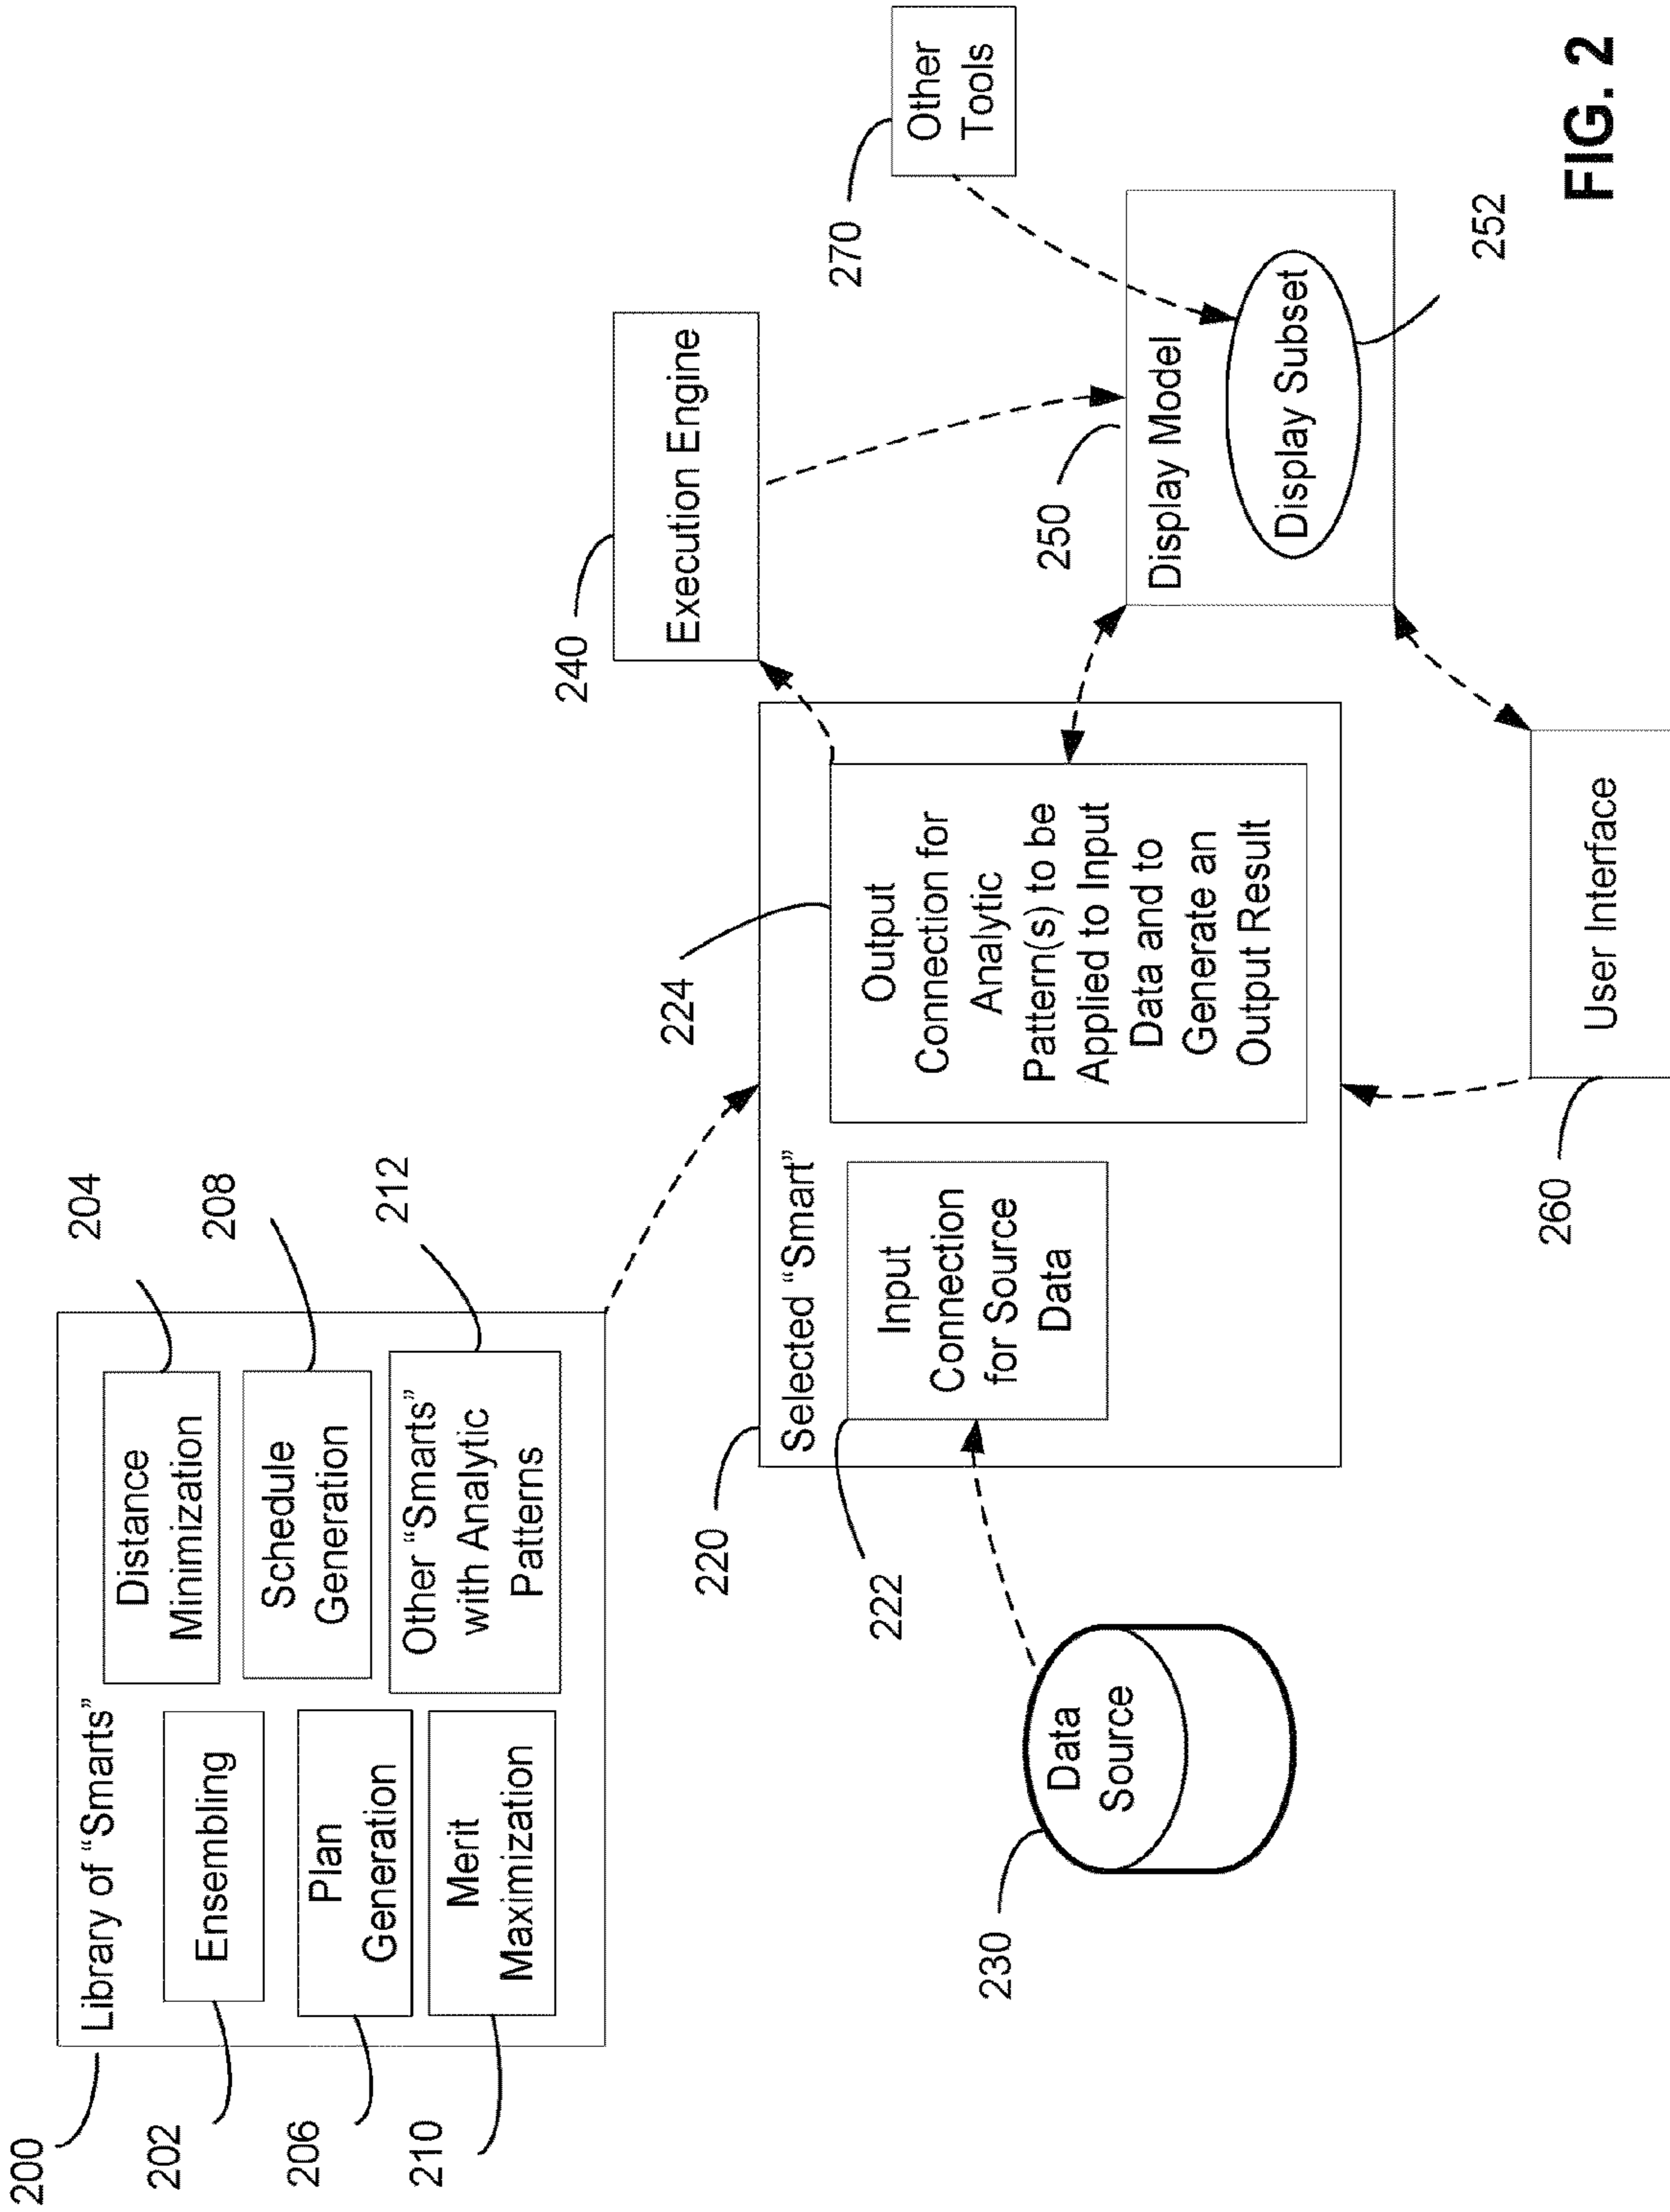 200
Library of “Smarts”
202
Ensembling
204
Distance
Minimization
206
Plan
Generation
208
Schedule
Generation
210
Merit
Maximization
212
Other “Smarts”
with Analytic
Patterns
220
Selected “Smart”
222
Input
Connection
for Source
Data
224
Output
Connection for
Analytic
Pattern(s) to be
Applied to Input
Data and to
Generate an
Output Result
230
Data
Source
240
Execution Engine
250
Display Model
Display Subset
252
260
User Interface
270
Other
Tools
FIG. 2